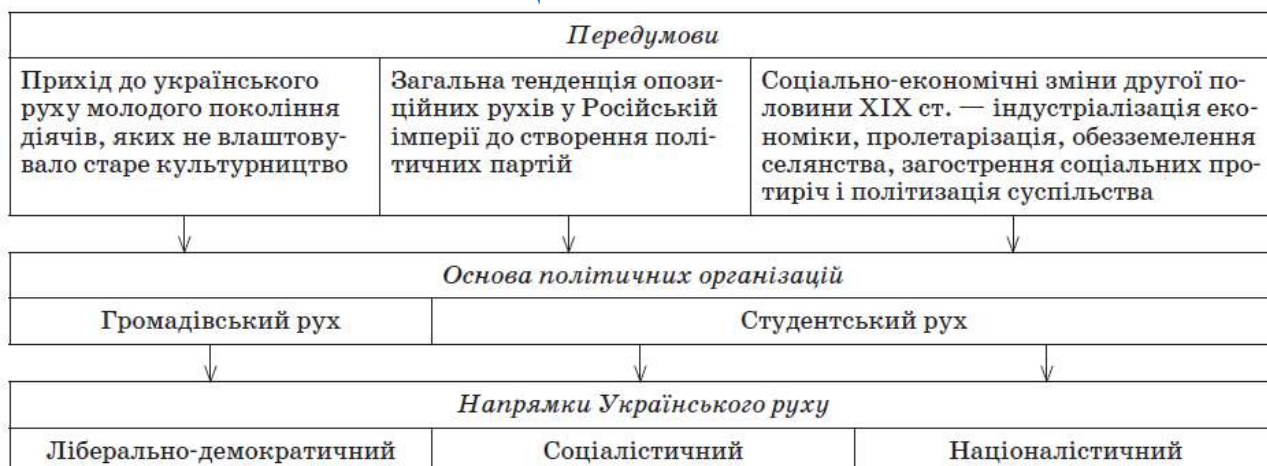 Передумови
Прихід до українського
руху молодого покоління
діячів, яких не влаштову-
вало старе культурництво
Загальна тенденція опози-
ційних рухів у Російській
імперії до створення полі-
тичних партій
Соціально-економічні зміни другої по-
ловини ХІХ ст. — індустріалізація еко-
номіки, пролетарізація, обезземелення
селянства, загострення соціальних про-
тиріч і політизація суспільства
Основа політичних організацій
Громадівський рух
Студентський рух
Напрямки Українського руху
Ліберально-демократичний
Соціалістичний
Націоналістичний